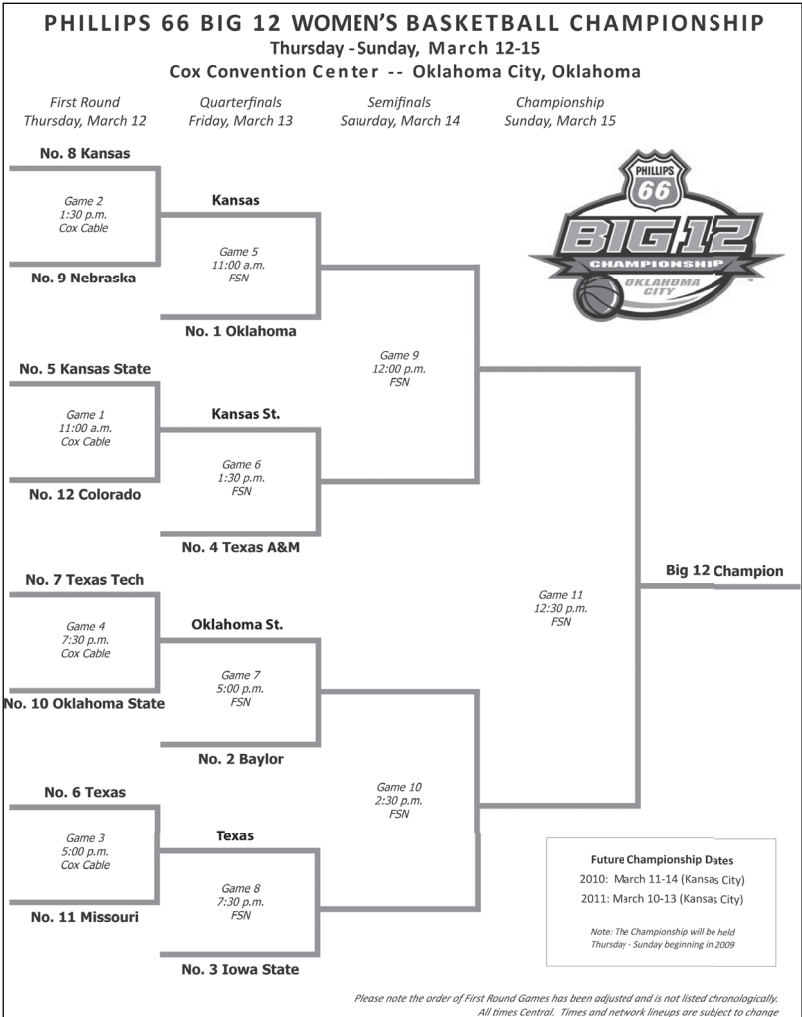 PHILLIPS 66 BIG 12 WOMEN'S BASKETBALL CHAMPIONSHIP
Thursday - Sunday, March 12-15
Cox Convention Center -- Oklahoma City, Oklahoma
First Round
Thursday, March 12
Quarterfinals
Friday, March 13
Semifinals
Saturday, March 14
Championship
Sunday, March 15
PHILLIPS
66
BIG 12
CHAMPIONSHIP
OKLAHOMA
CITY
No. 8 Kansas
Game 2
1:30 p.m.
Cox Cable
No. 9 Nebraska
Kansas
Game 5
11:00 a.m.
FSN
No. 1 Oklahoma
No. 5 Kansas State
Game 1
11:00 a.m.
Cox Cable
No. 12 Colorado
Kansas St.
Game 6
1:30 p.m.
FSN
No. 4 Texas A&M
Game 9
12:00 p.m.
FSN
No. 7 Texas Tech
Game 4
7:30 p.m.
Cox Cable
No. 10 Oklahoma State
Oklahoma St.
Game 7
5:00 p.m.
FSN
No. 2 Baylor
No. 6 Texas
Game 3
5:00 p.m.
Cox Cable
No. 11 Missouri
Texas
Game 8
7:30 p.m.
FSN
No. 3 Iowa State
Game 10
2:30 p.m.
FSN
Game 11
12:30 p.m.
FSN
Big 12 Champion
Future Championship Dates
2010: March 11-14 (Kansas City)
2011: March 10-13 (Kansas City)
Note: The Championship will be held
Thursday - Sunday beginning in 2009
Please note the order of First Round Games has been adjusted and is not listed chronologically.
All times Central. Times and network lineups are subject to change